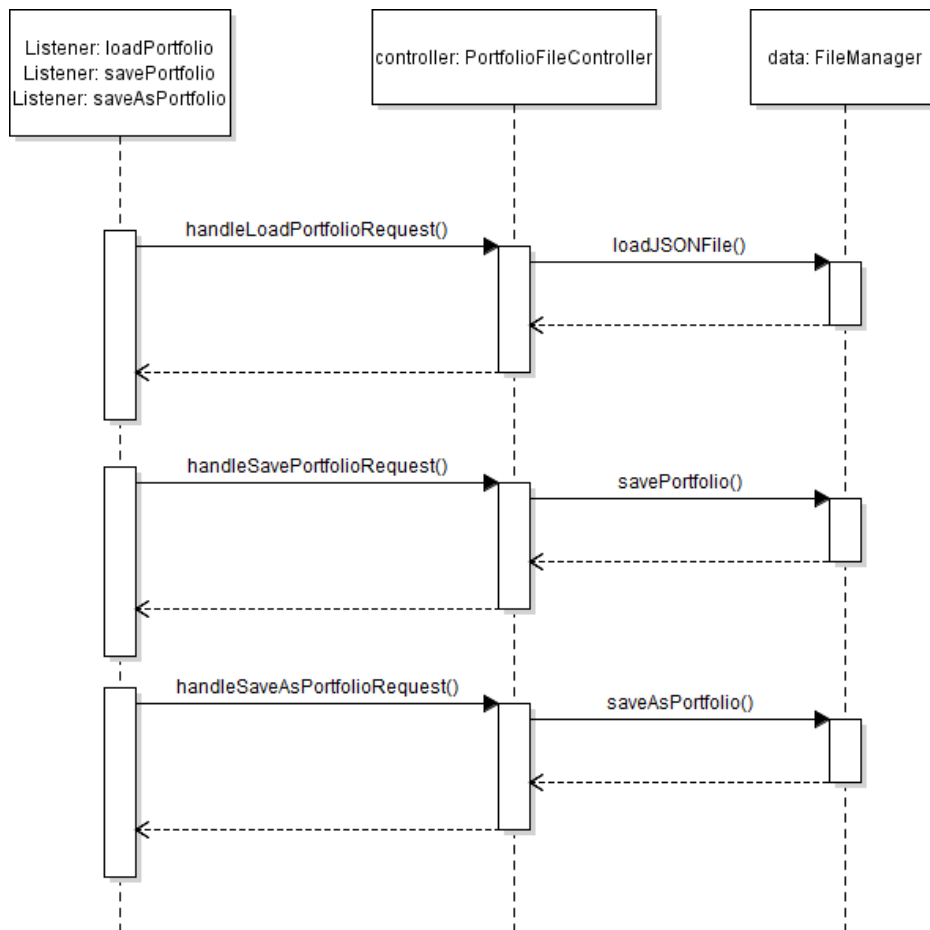 Listener: loadPortfolio
Listener: savePortfolio
Listener: saveAsPortfolio
controller: PortfolioFileController
data: FileManager
handleLoadPortfolioRequest()
loadJSONFile()
handleSavePortfolioRequest()
savePortfolio()
handleSaveAsPortfolioRequest()
saveAsPortfolio()